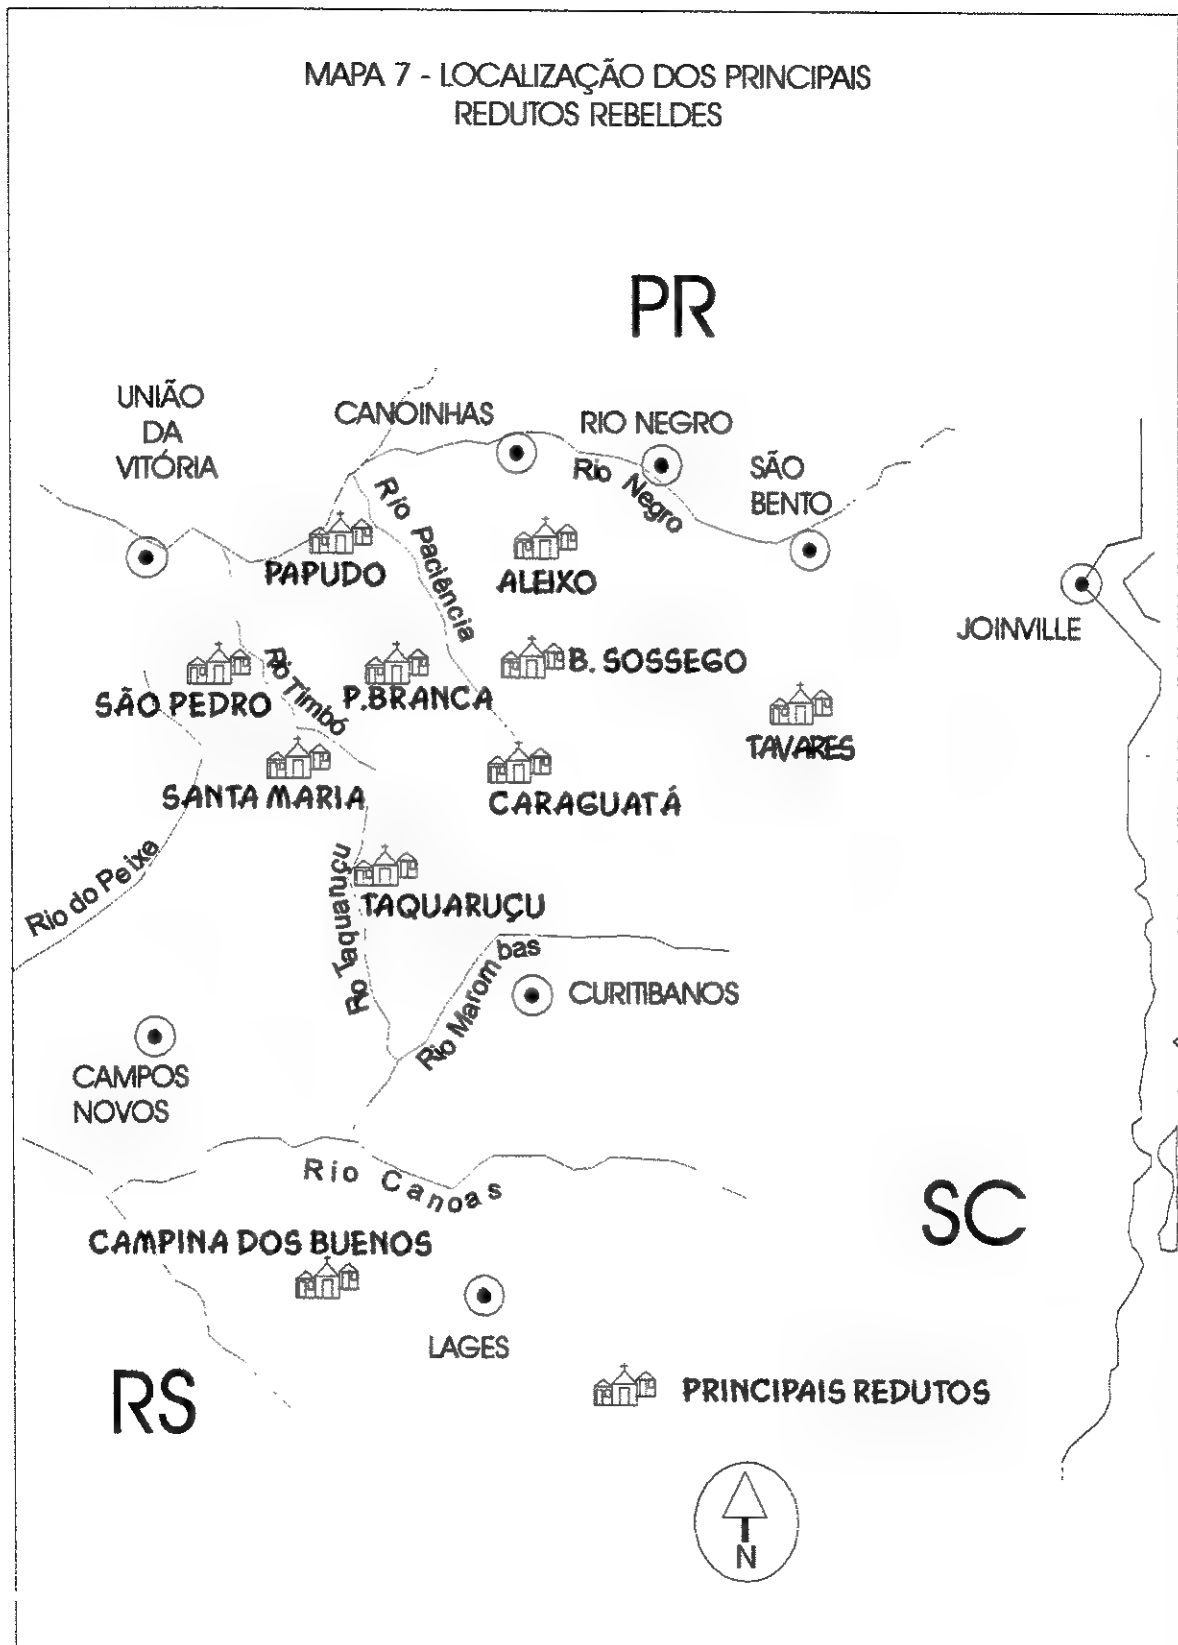 MAPA 7 - LOCALIZAÇÃO DOS PRINCIPAIS
REDUTOS REBELDES
PR
UNIÃO
DA
VITÓRIA
CANOINHAS
RIO NEGRO
Rio Negro
SÃO
BENTO
Rio Paciência
PAPUDO
ALEIXO
JOINVILLE
SÃO PEDRO
Rio Timbó
P.BRANCA
B. SOSSEGO
TAVARES
SANTA MARIA
CARAGUATÁ
Rio do Peixe
Rio Taquaruçu
TAQUARUÇU
Rio Marombas
CURITIBANOS
CAMPOS
NOVOS
Rio Canoas
SC
CAMPINA DOS BUENOS
LAGES
RS
PRINCIPAIS REDUTOS
N